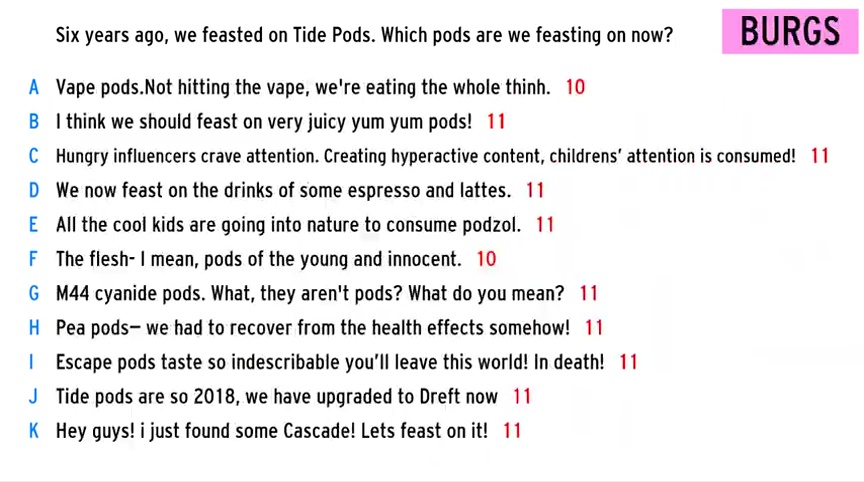 Six years ago, we feasted on Tide Pods. Which pods are we feasting on now?
BURGS
A Vape pods.Not hitting the vape, we're eating the whole thinh. 10
B I think we should feast on very juicy yum yum pods! 11
C Hungry influencers crave attention. Creating hyperactive content, childrens' attention is consumed! 11
D We now feast on the drinks of some espresso and lattes. 11
E All the cool kids are going into nature to consume podzol. 11
F The flesh- I mean, pods of the young and innocent. 10
G M44 cyanide pods. What, they aren't pods? What do you mean? 11
H Pea pods— we had to recover from the health effects somehow! 11
I Escape pods taste so indescribable you'll leave this world! In death! 11
J Tide pods are so 2018, we have upgraded to Dreft now 11
K Hey guys! i just found some Cascade! Lets feast on it! 11